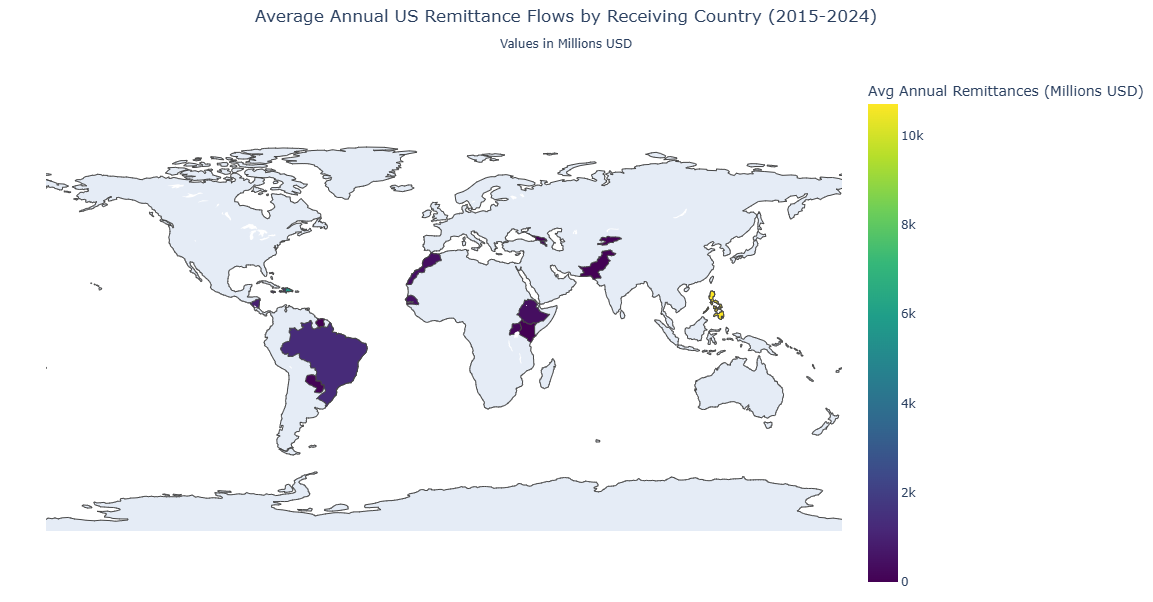 Average Annual US Remittance Flows by Receiving Country (2015-2024)
Values in Millions USD
Avg Annual Remittances (Millions USD)
10k
8k
6k
4k
2k
0